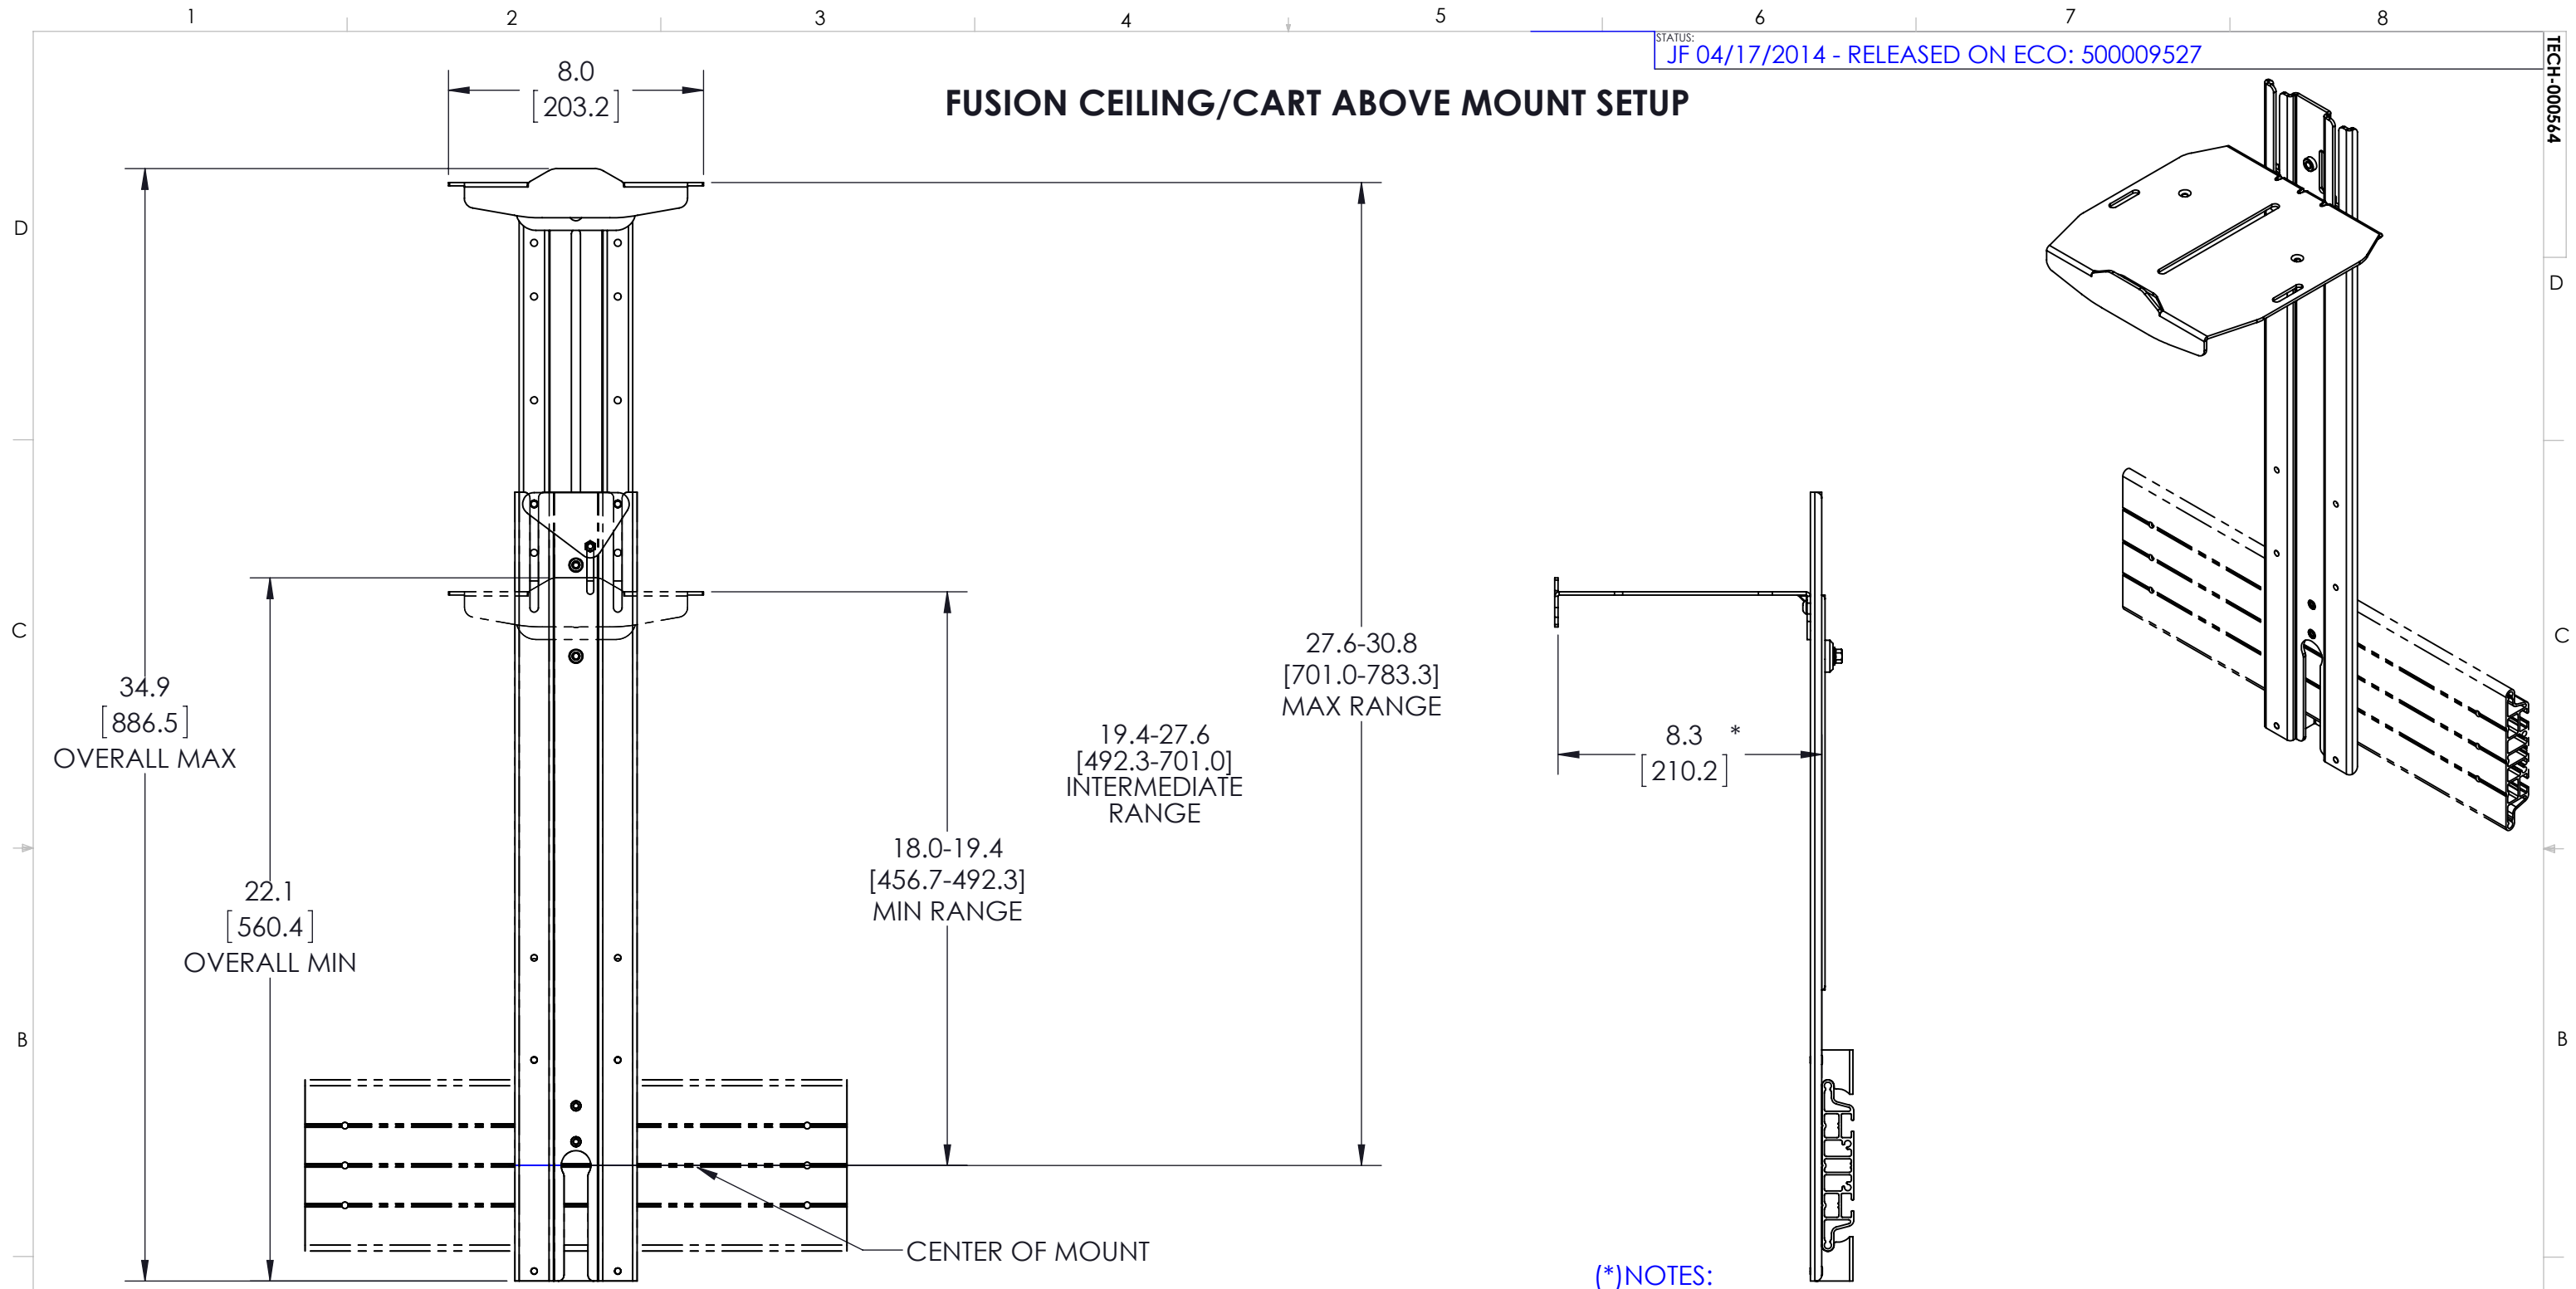 1 2 3 4 5 6 7 8
STATUS:
JF 04/17/2014 - RELEASED ON ECO: 500009527
TECH-000564
FUSION CEILING/CART ABOVE MOUNT SETUP
8.0
[203.2]
D
D
C
C
34.9
[886.5]
OVERALL MAX
22.1
[560.4]
OVERALL MIN
18.0-19.4
[456.7-492.3]
MIN RANGE
19.4-27.6
[492.3-701.0]
INTERMEDIATE
RANGE
27.6-30.8
[701.0-783.3]
MAX RANGE
8.3 *
[210.2]
B
B
CENTER OF MOUNT
(*)NOTES: